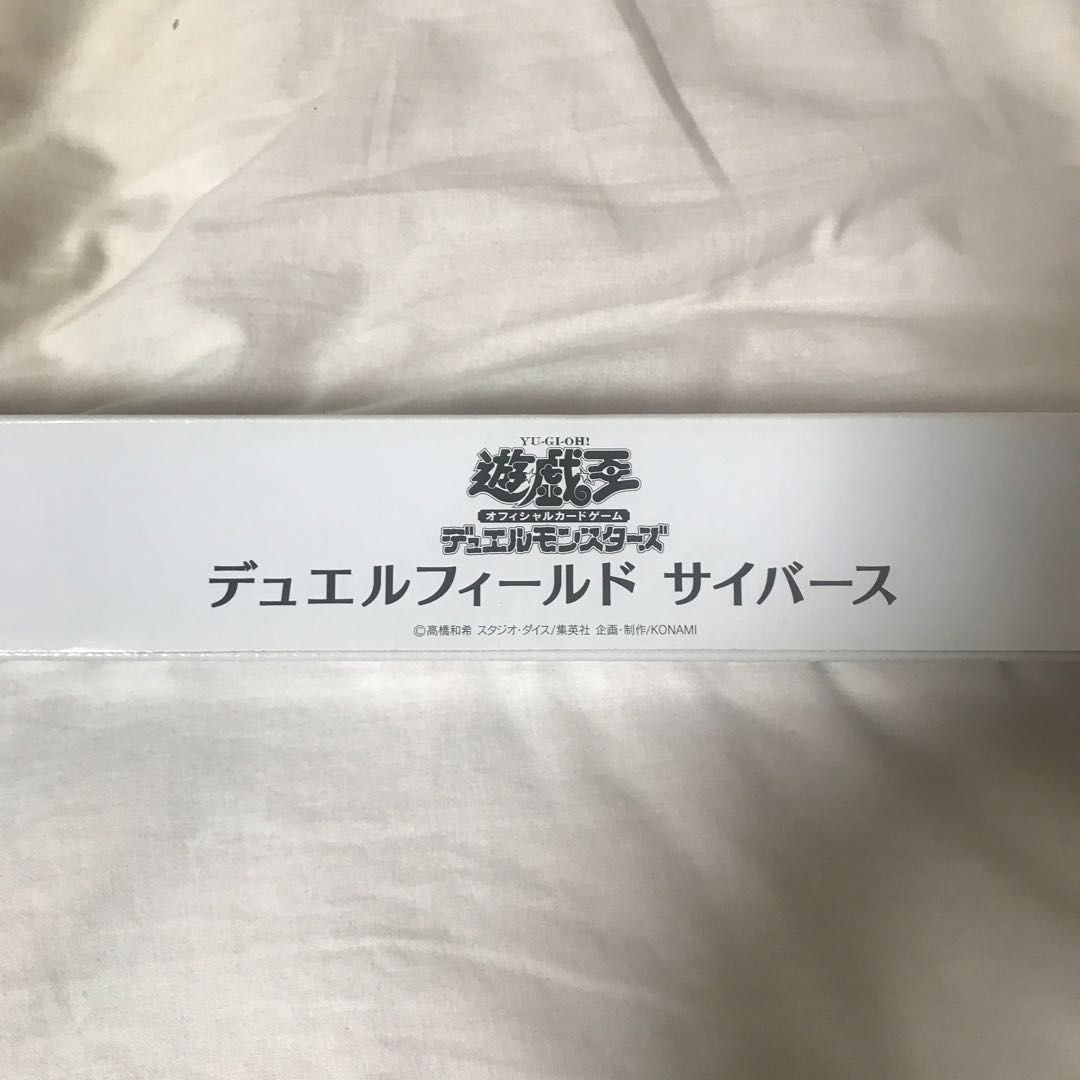 YU-GI-OH!
遊戯王
オフィシャルカードゲーム
デュエルモンスターズ
デュエルフィールド サイバース
©高橋和希 スタジオ・ダイス/集英社 企画・制作/KONAMI